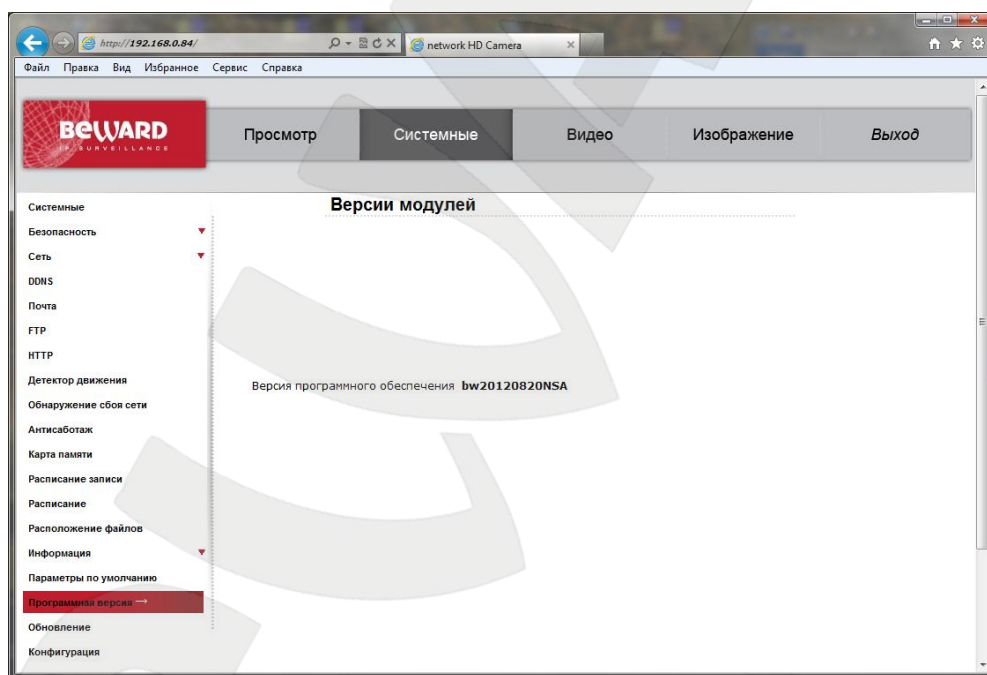 http://192.168.0.84/
network HD Camera
Файл Правка Вид Избранное Сервис Справка
BEWARD
IP SURVEILLANCE
Просмотр Системные Видео Изображение Выход
Версии модулей
Системные
Безопасность
Сеть
DDNS
Почта
FTP
HTTP
Детектор движения
Обнаружение сбоя сети
Антисаботаж
Карта памяти
Расписание записи
Расписание
Расположение файлов
Информация
Параметры по умолчанию
Программная версия →
Обновление
Конфигурация
Версия программного обеспечения bw20120820NSA